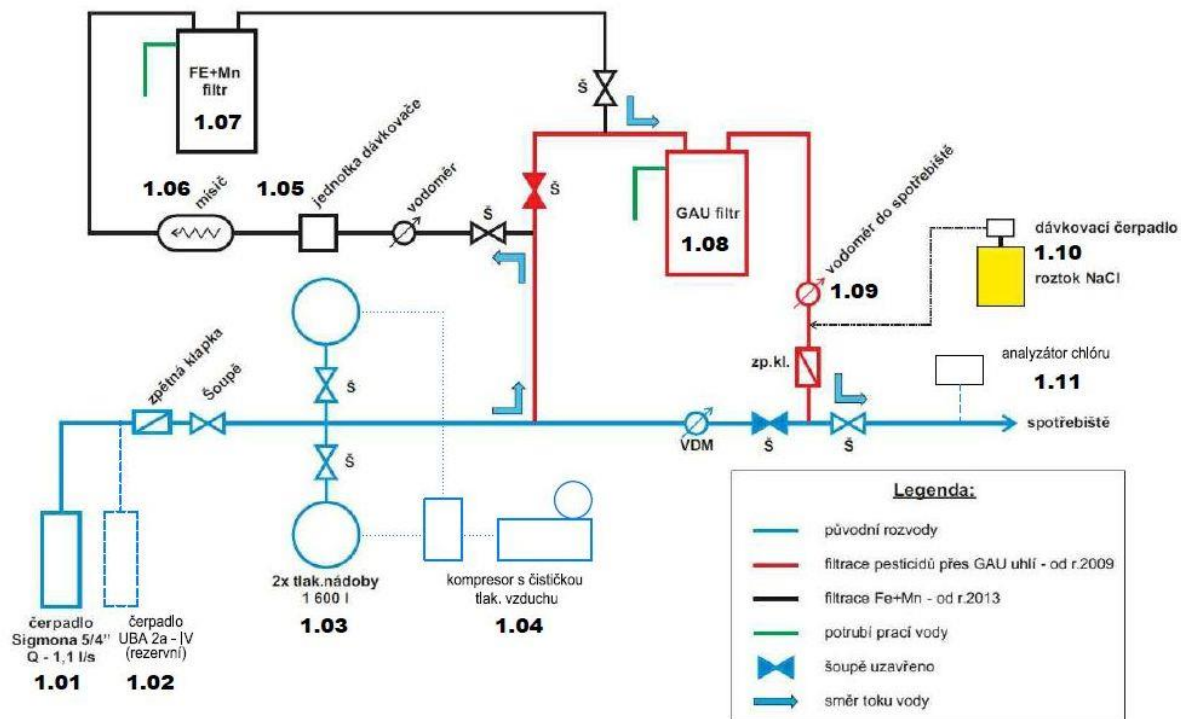 FE+Mn
filtr
1.07
Š
1.06
mísič
1.05
jednotka dávkovače
vodoměr
Š
Š
GAU filtr
1.08
vodoměr do spotřebiště
1.09
dávkovací čerpadlo
1.10
roztok NaCl
zpětná klapka
Šoupě
Š
Š
zp.kl.
analyzátor chlóru
1.11
VDM
Š
Š
spotřebiště
čerpadlo
Sigmona 5/4"
Q - 1,1 l/s
1.01
čerpadlo
UBA 2a - IV
(rezervní)
1.02
2x tlak.nádoby
1 600 l
1.03
kompresor s čističkou
tlak. vzduchu
1.04
Legenda:
původní rozvody
filtrace pesticidů přes GAU uhlí - od r.2009
filtrace Fe+Mn - od r.2013
potrubí prací vody
šoupě uzavřeno
směr toku vody